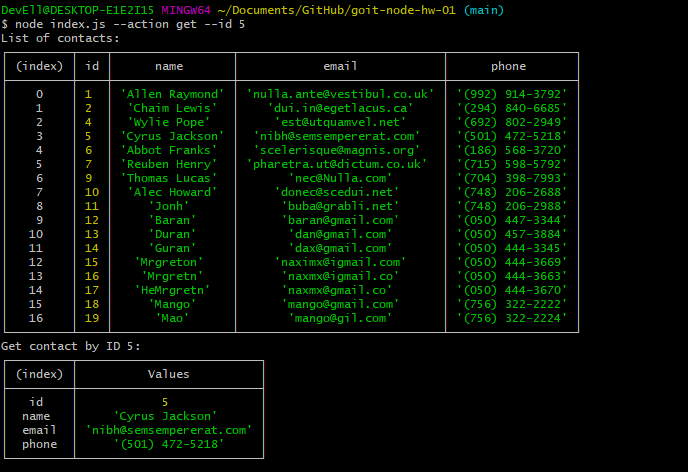 DevEll@DESKTOP-E1E2I15 MINGW64 ~/Documents/GitHub/goit-node-hw-01 (main)
$ node index.js --action get --id 5
List of contacts:
(index) id name email phone
0 1 'Allen Raymond' 'nulla.ante@vestibul.co.uk' '(992) 914-3792'
1 2 'Chaim Lewis' 'dui.in@egetlacus.ca' '(294) 840-6685'
2 4 'Wylie Pope' 'est@utquamvel.net' '(692) 802-2949'
3 5 'Cyrus Jackson' 'nibh@semsempererat.com' '(501) 472-5218'
4 6 'Abbot Franks' 'scelerisque@magnis.org' '(186) 568-3720'
5 7 'Reuben Henry' 'pharetra.ut@dictum.co.uk' '(715) 598-5792'
6 9 'Thomas Lucas' 'nec@Nulla.com' '(704) 398-7993'
7 10 'Alec Howard' 'donec@scedui.net' '(748) 206-2688'
8 11 'Jonh' 'buba@grabli.net' '(748) 206-2988'
9 12 'Baran' 'baran@gmail.com' '(050) 447-3344'
10 13 'Duran' 'dan@gmail.com' '(050) 457-3884'
11 14 'Guran' 'dax@gmail.com' '(050) 444-3345'
12 15 'Mrgreton' 'naximx@igmail.com' '(050) 444-3669'
13 16 'Mrgretn' 'naxmx@igmail.co' '(050) 444-3663'
14 17 'HeMrgretn' 'naxmx@gmail.co' '(050) 444-3670'
15 18 'Mango' 'mango@gmail.com' '(756) 322-2222'
16 19 'Mao' 'mango@gil.com' '(756) 322-2224'
Get contact by ID 5:
(index) Values
id 5
name 'Cyrus Jackson'
email 'nibh@semsempererat.com'
phone '(501) 472-5218'